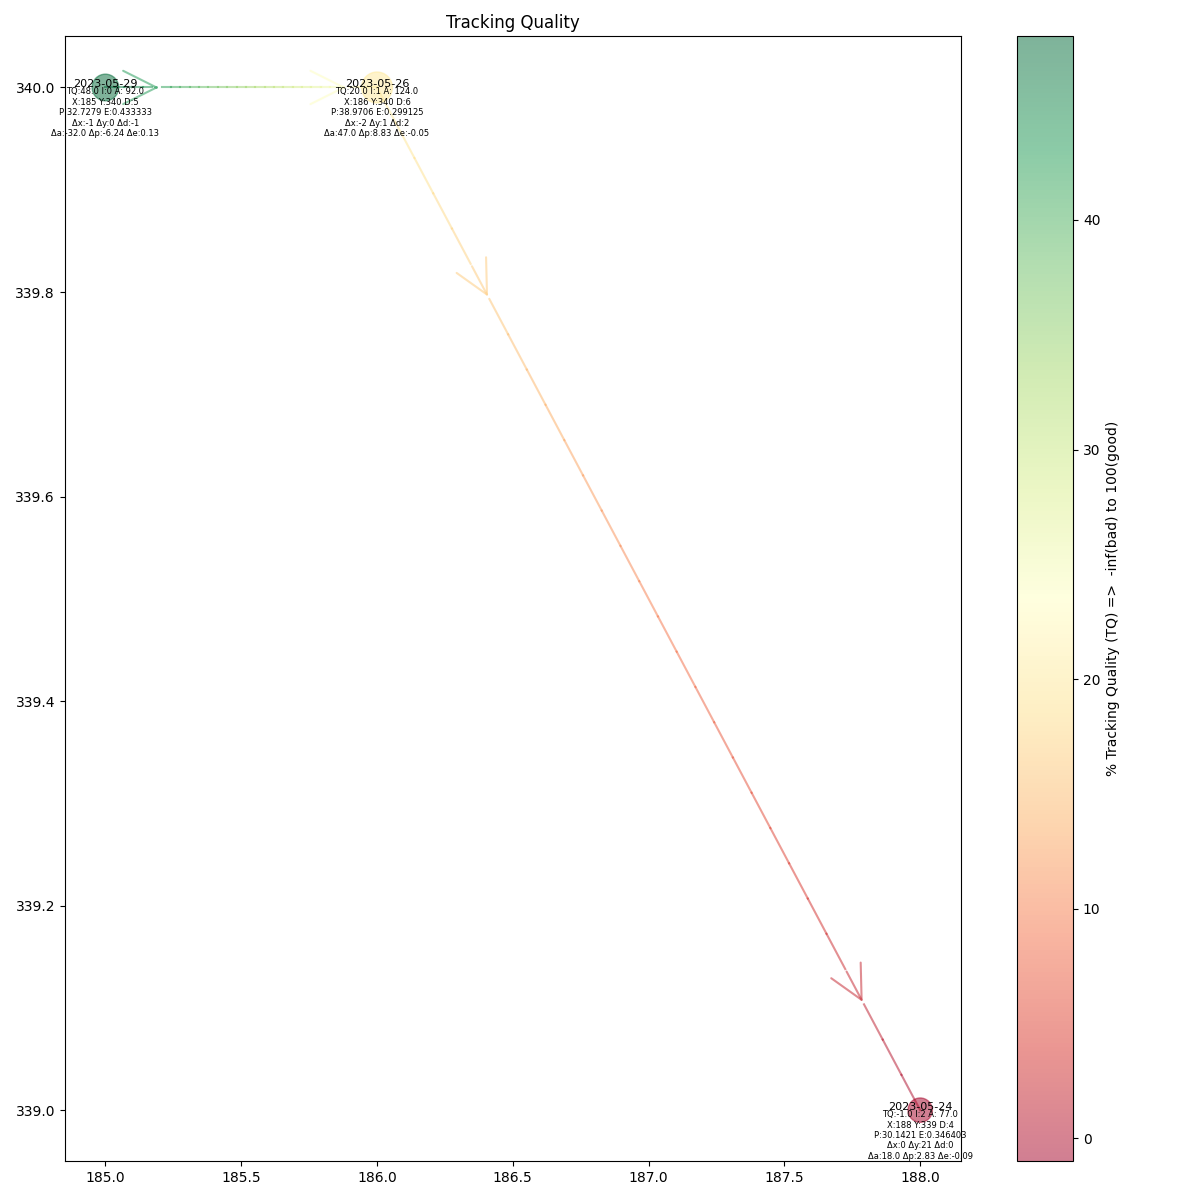 Tracking Quality
340.0
339.8
339.6
339.4
339.2
339.0
2023-05-29
TQ:48.0 I:0 A: 92.0
X:185 Y:340 D:5
P:32.7279 E:0.433333
Δx:-1 Δy:0 Δd:-1
Δa:-32.0 Δp:-6.24 Δe:0.13
2023-05-26
TQ:20.0 I:1 A: 124.0
X:186 Y:340 D:6
P:38.9706 E:0.299125
Δx:-2 Δy:1 Δd:2
Δa:47.0 Δp:8.83 Δe:-0.05
2023-05-24
TQ:-1.0 I:2 A: 77.0
X:188 Y:339 D:4
P:30.1421 E:0.346403
Δx:0 Δy:21 Δd:0
Δa:18.0 Δp:2.83 Δe:-0.09
185.0 185.5 186.0 186.5 187.0 187.5 188.0
40
30
20
10
0
% Tracking Quality (TQ) => -inf(bad) to 100(good)